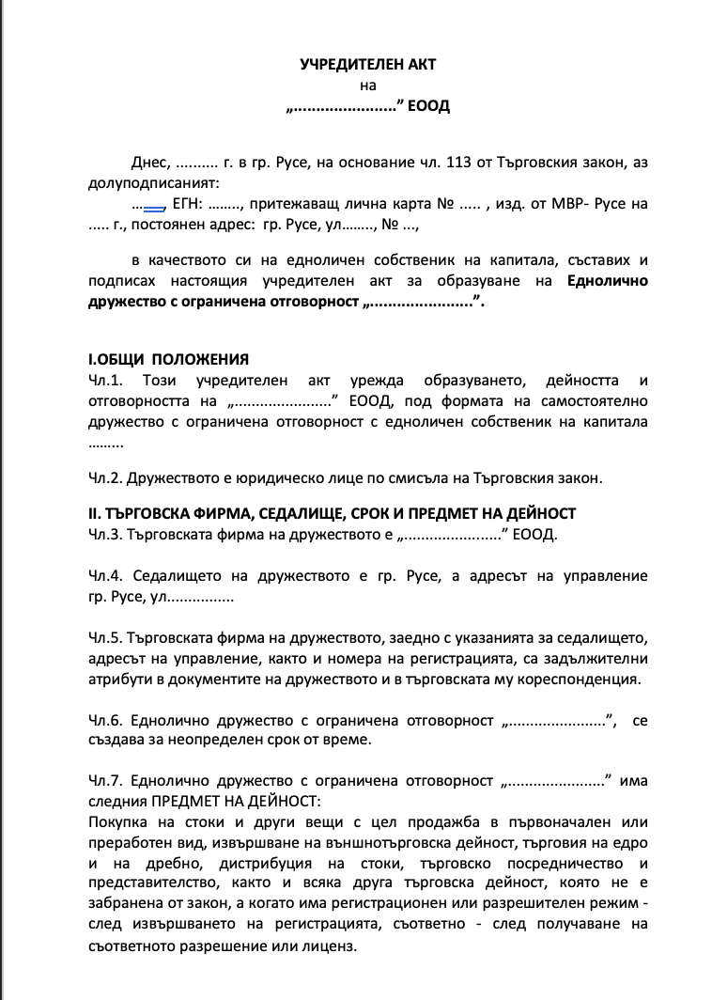 УЧРЕДИТЕЛЕН АКТ
на
„.......................” ЕООД
Днес, .......... г. в гр. Русе, на основание чл. 113 от Търговския закон, аз
долуподписаният:
........, ЕГН: ........, притежаващ лична карта № ..... , изд. от МВР- Русе на
..... г., постоянен адрес: гр. Русе, ул........, № ...,
в качеството си на едноличен собственик на капитала, съставих и
подписах настоящия учредителен акт за образуване на Еднолично
дружество с ограничена отговорност „.......................”.
I.ОБЩИ ПОЛОЖЕНИЯ
Чл.1. Този учредителен акт урежда образуването, дейността и
отговорността на „.......................” ЕООД, под формата на самостоятелно
дружество с ограничена отговорност с едноличен собственик на капитала
.........
Чл.2. Дружеството е юридическо лице по смисъла на Търговския закон.
II. ТЪРГОВСКА ФИРМА, СЕДАЛИЩЕ, СРОК И ПРЕДМЕТ НА ДЕЙНОСТ
Чл.3. Търговската фирма на дружеството е „.......................” ЕООД.
Чл.4. Седалището на дружеството е гр. Русе, а адресът на управление
гр. Русе, ул................
Чл.5. Търговската фирма на дружеството, заедно с указанията за седалището,
адресът на управление, както и номера на регистрацията, са задължителни
атрибути в документите на дружеството и в търговската му кореспонденция.
Чл.6. Еднолично дружество с ограничена отговорност „.......................”, се
създава за неопределен срок от време.
Чл.7. Еднолично дружество с ограничена отговорност „.......................” има
следния ПРЕДМЕТ НА ДЕЙНОСТ:
Покупка на стоки и други вещи с цел продажба в първоначален или
преработен вид, извършване на външнотърговска дейност, търговия на едро
и на дребно, дистрибуция на стоки, търговско посредничество и
представителство, както и всяка друга търговска дейност, която не е
забранена от закон, а когато има регистрационен или разрешителен режим -
след извършването на регистрацията, съответно - след получаване на
съответното разрешение или лиценз.